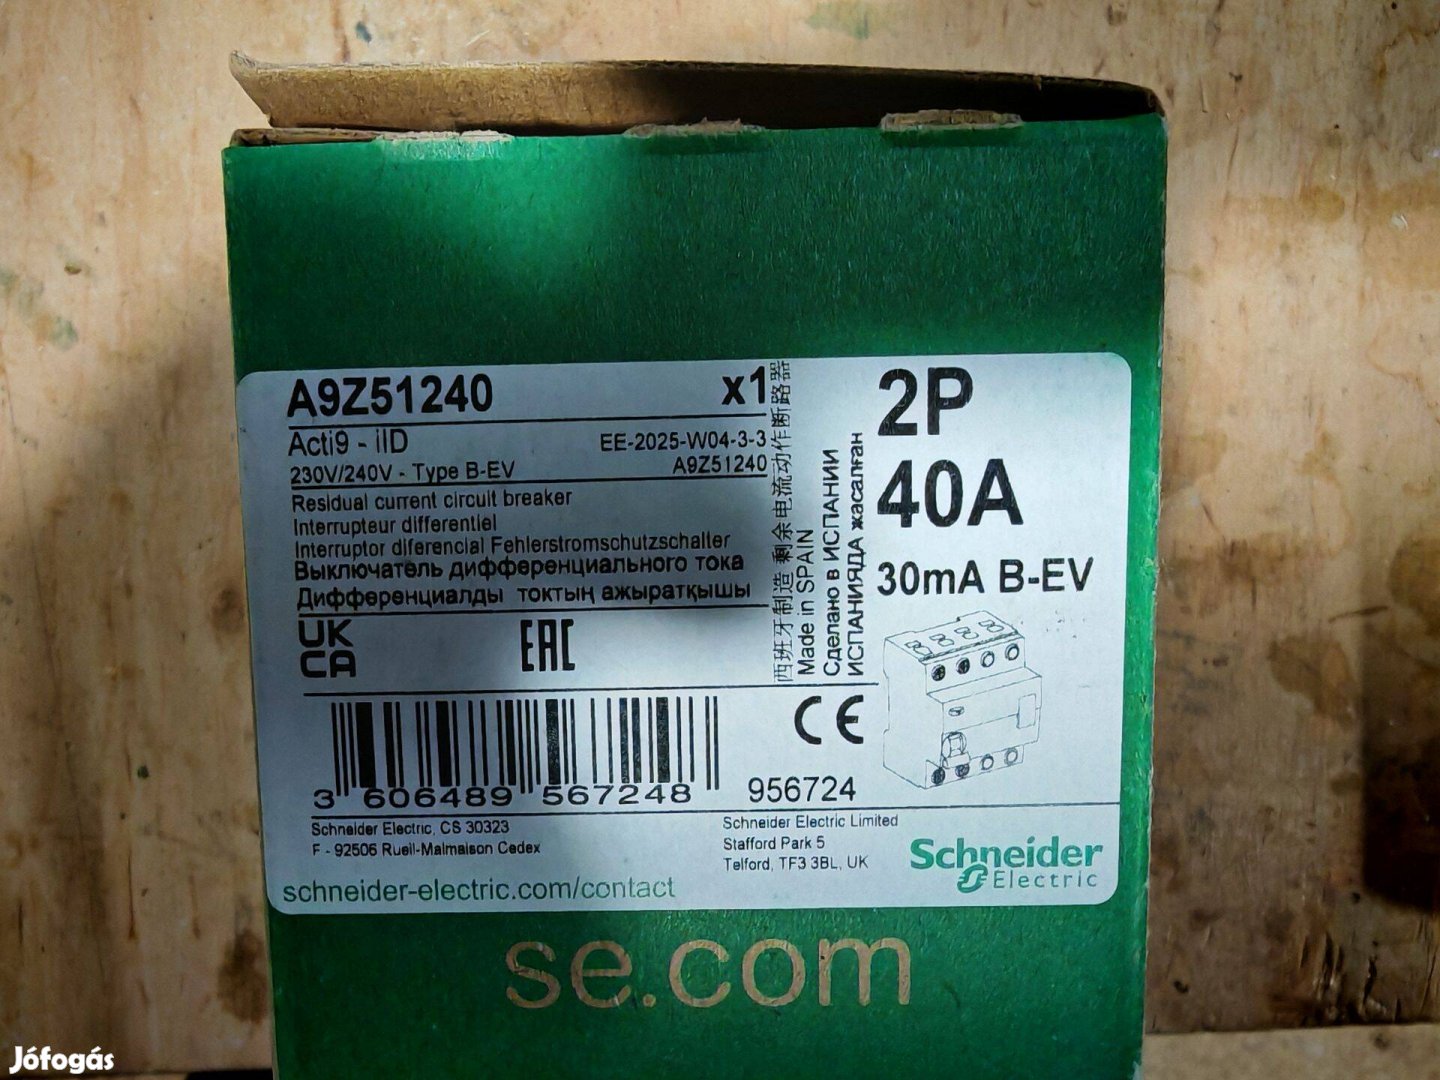 A9Z51240
x1
Acti9 - iID
EE-2025-W04-3-3
230V/240V - Type B-EV
A9Z51240
Residual current circuit breaker
Interrupteur differentiel
Interruptor diferencial Fehlerstromschutzschalter
Выключатель дифференциального тока
Дифференциалды токтың ажыратқышы
西班牙制造 剩余电流动作断路器
Made in SPAIN
Сделано в ИСПАНИИ
ИСПАНИЯДА жасалған
2P
40A
30mA B-EV
UK
CA
EAC
CE
3 606489 567248
956724
Schneider Electric, CS 30323
F - 92506 Rueil-Malmaison Cedex
Schneider Electric Limited
Stafford Park 5
Telford, TF3 3BL, UK
schneider-electric.com/contact
Schneider
Electric
se.com
Jófogás